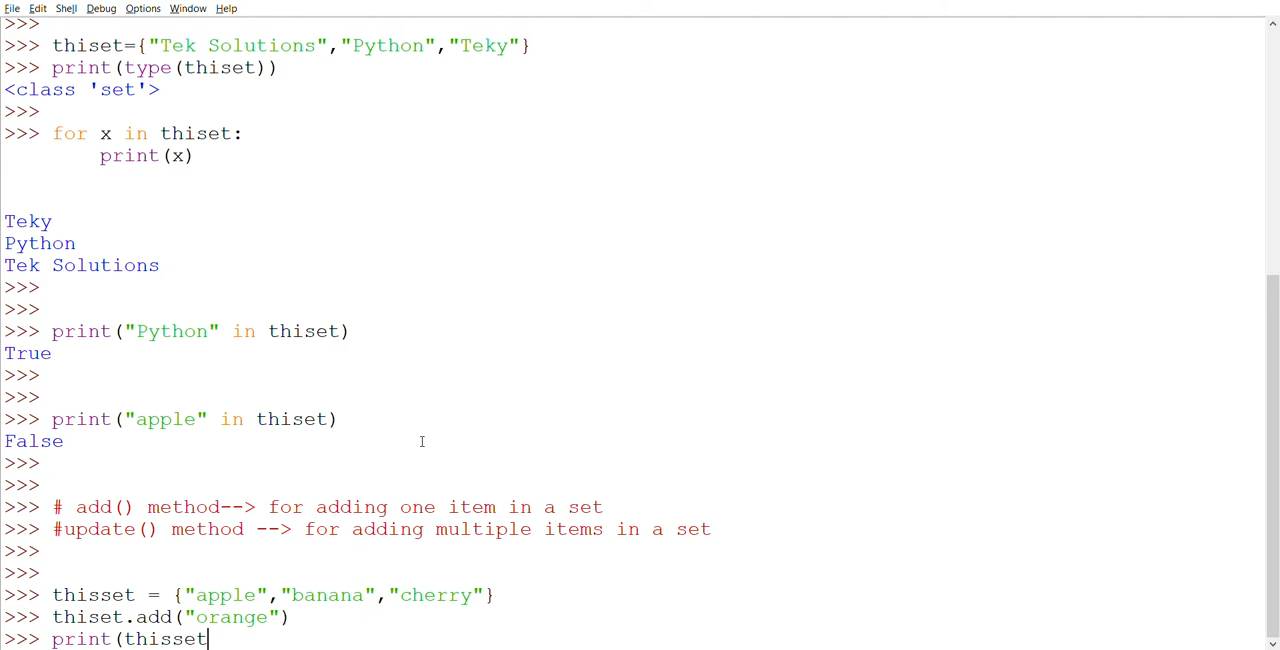 File Edit Shell Debug Options Window Help
>>>
>>> thiset={"Tek Solutions","Python","Teky"}
>>> print(type(thiset))
<class 'set'>
>>>
>>> for x in thiset:
        print(x)
Teky
Python
Tek Solutions
>>>
>>>
>>> print("Python" in thiset)
True
>>>
>>>
>>> print("apple" in thiset)
False
>>>
>>>
>>> # add() method--> for adding one item in a set
>>> #update() method --> for adding multiple items in a set
>>>
>>>
>>> thisset = {"apple","banana","cherry"}
>>> thiset.add("orange")
>>> print(thisset